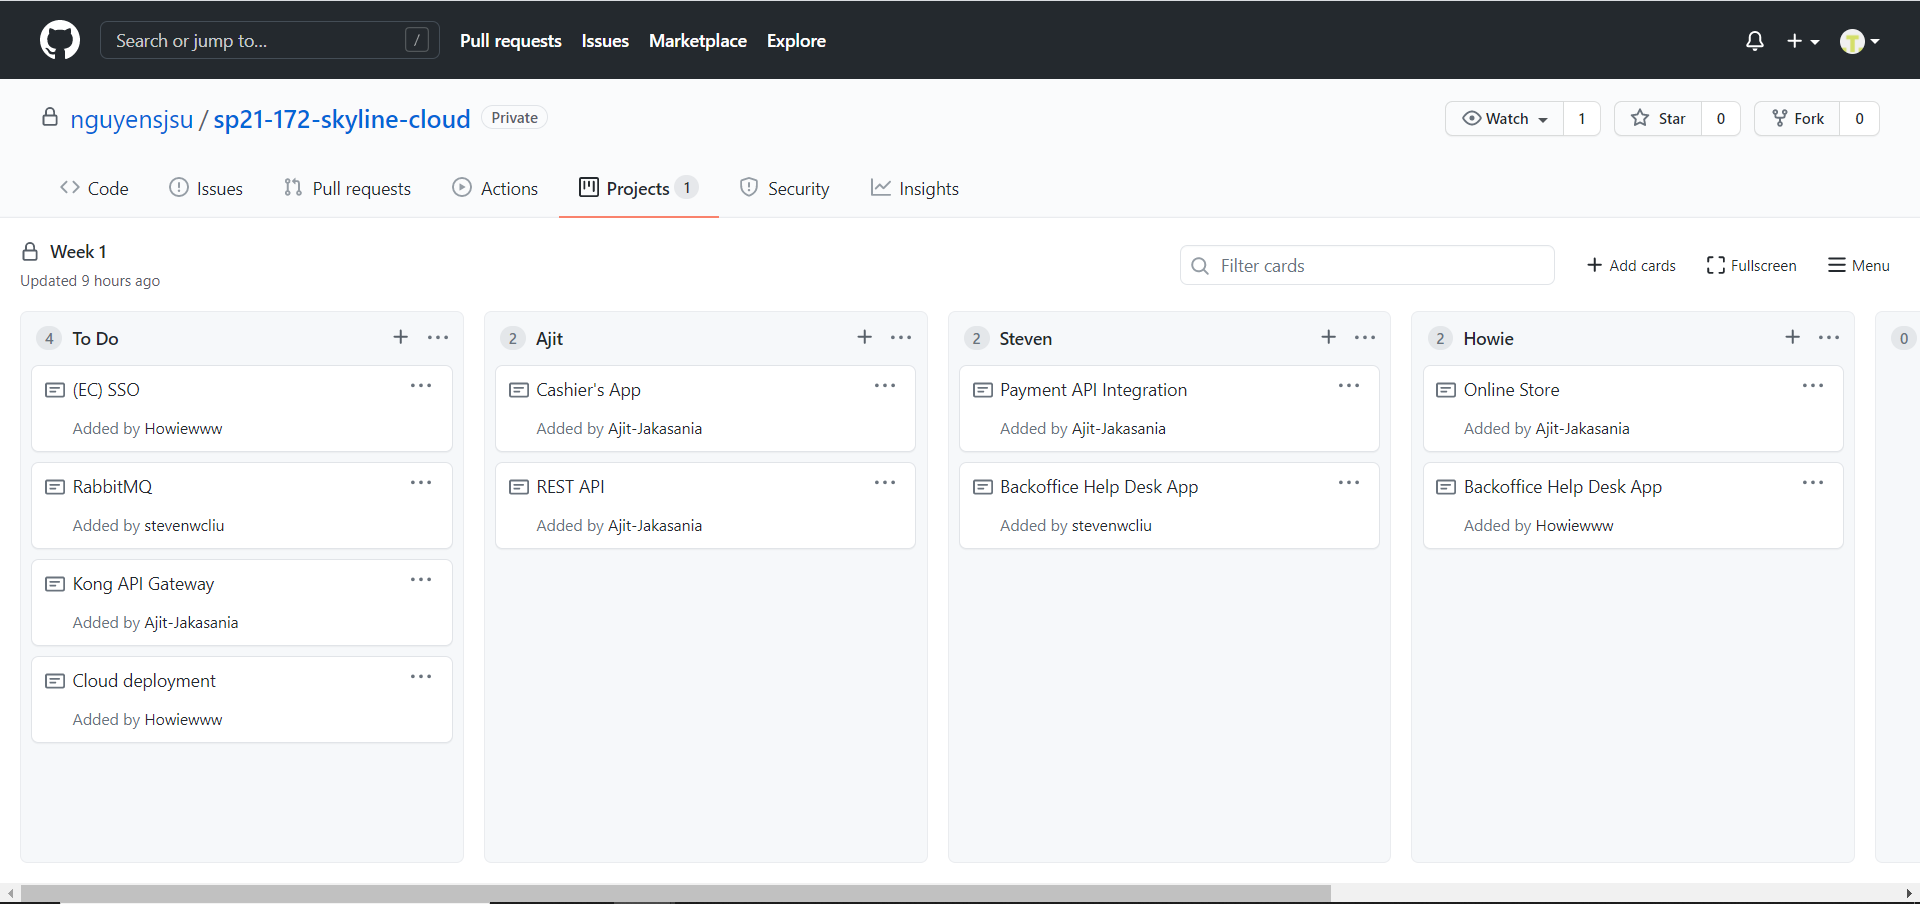 Search or jump to... / Pull requests Issues Marketplace Explore
nguyensjsu / sp21-172-skyline-cloud Private Watch 1 Star 0 Fork 0
Code Issues Pull requests Actions Projects 1 Security Insights
Week 1
Updated 9 hours ago
Filter cards Add cards Fullscreen Menu
4 To Do
(EC) SSO
Added by Howiewww
RabbitMQ
Added by stevenwcliu
Kong API Gateway
Added by Ajit-Jakasania
Cloud deployment
Added by Howiewww
2 Ajit
Cashier's App
Added by Ajit-Jakasania
REST API
Added by Ajit-Jakasania
2 Steven
Payment API Integration
Added by Ajit-Jakasania
Backoffice Help Desk App
Added by stevenwcliu
2 Howie
Online Store
Added by Ajit-Jakasania
Backoffice Help Desk App
Added by Howiewww
0